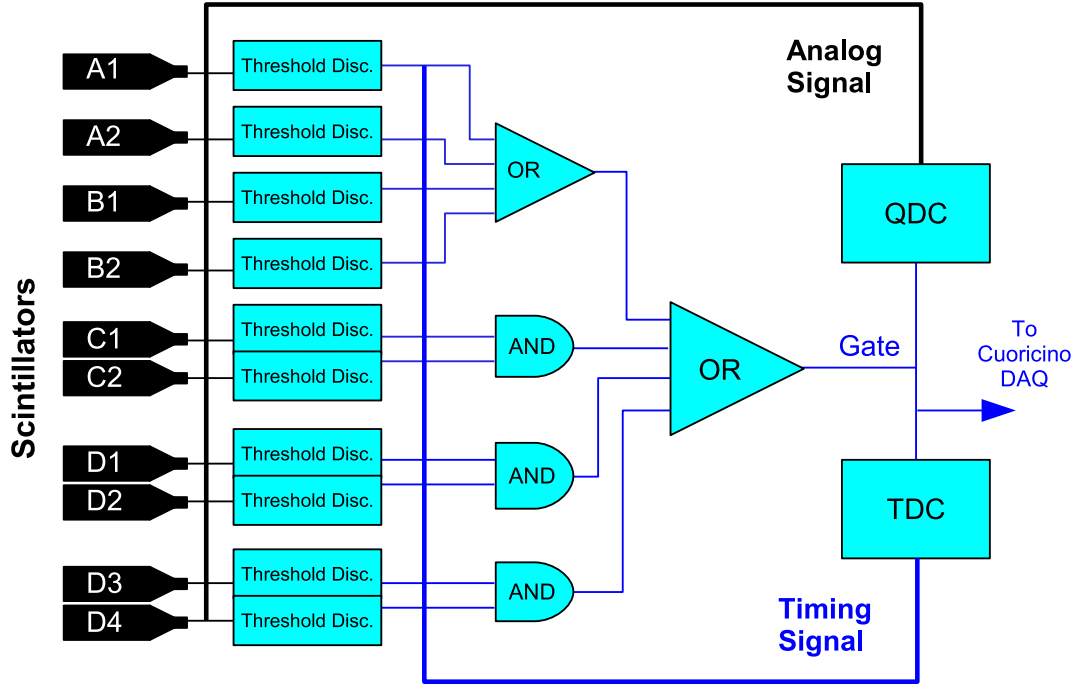 Scintillators
A1
A2
B1
B2
C1
C2
D1
D2
D3
D4
Threshold Disc.
Threshold Disc.
Threshold Disc.
Threshold Disc.
Threshold Disc.
Threshold Disc.
Threshold Disc.
Threshold Disc.
Threshold Disc.
Threshold Disc.
OR
AND
AND
AND
OR
Analog
Signal
QDC
Gate
To
Cuoricino
DAQ
TDC
Timing
Signal